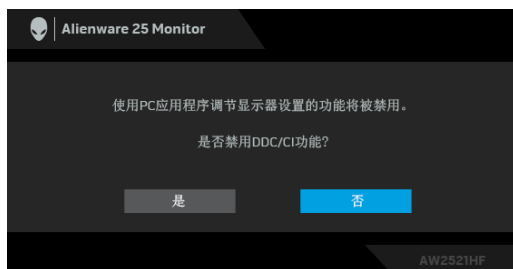 Alienware 25 Monitor
使用PC应用程序调节显示器设置的功能将被禁用。
是否禁用DDC/CI功能?
是 否
AW2521HF